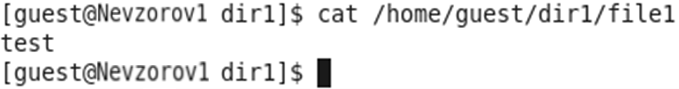 [guest@Nevzorov1 dir1]$ cat /home/guest/dir1/file1
test
[guest@Nevzorov1 dir1]$